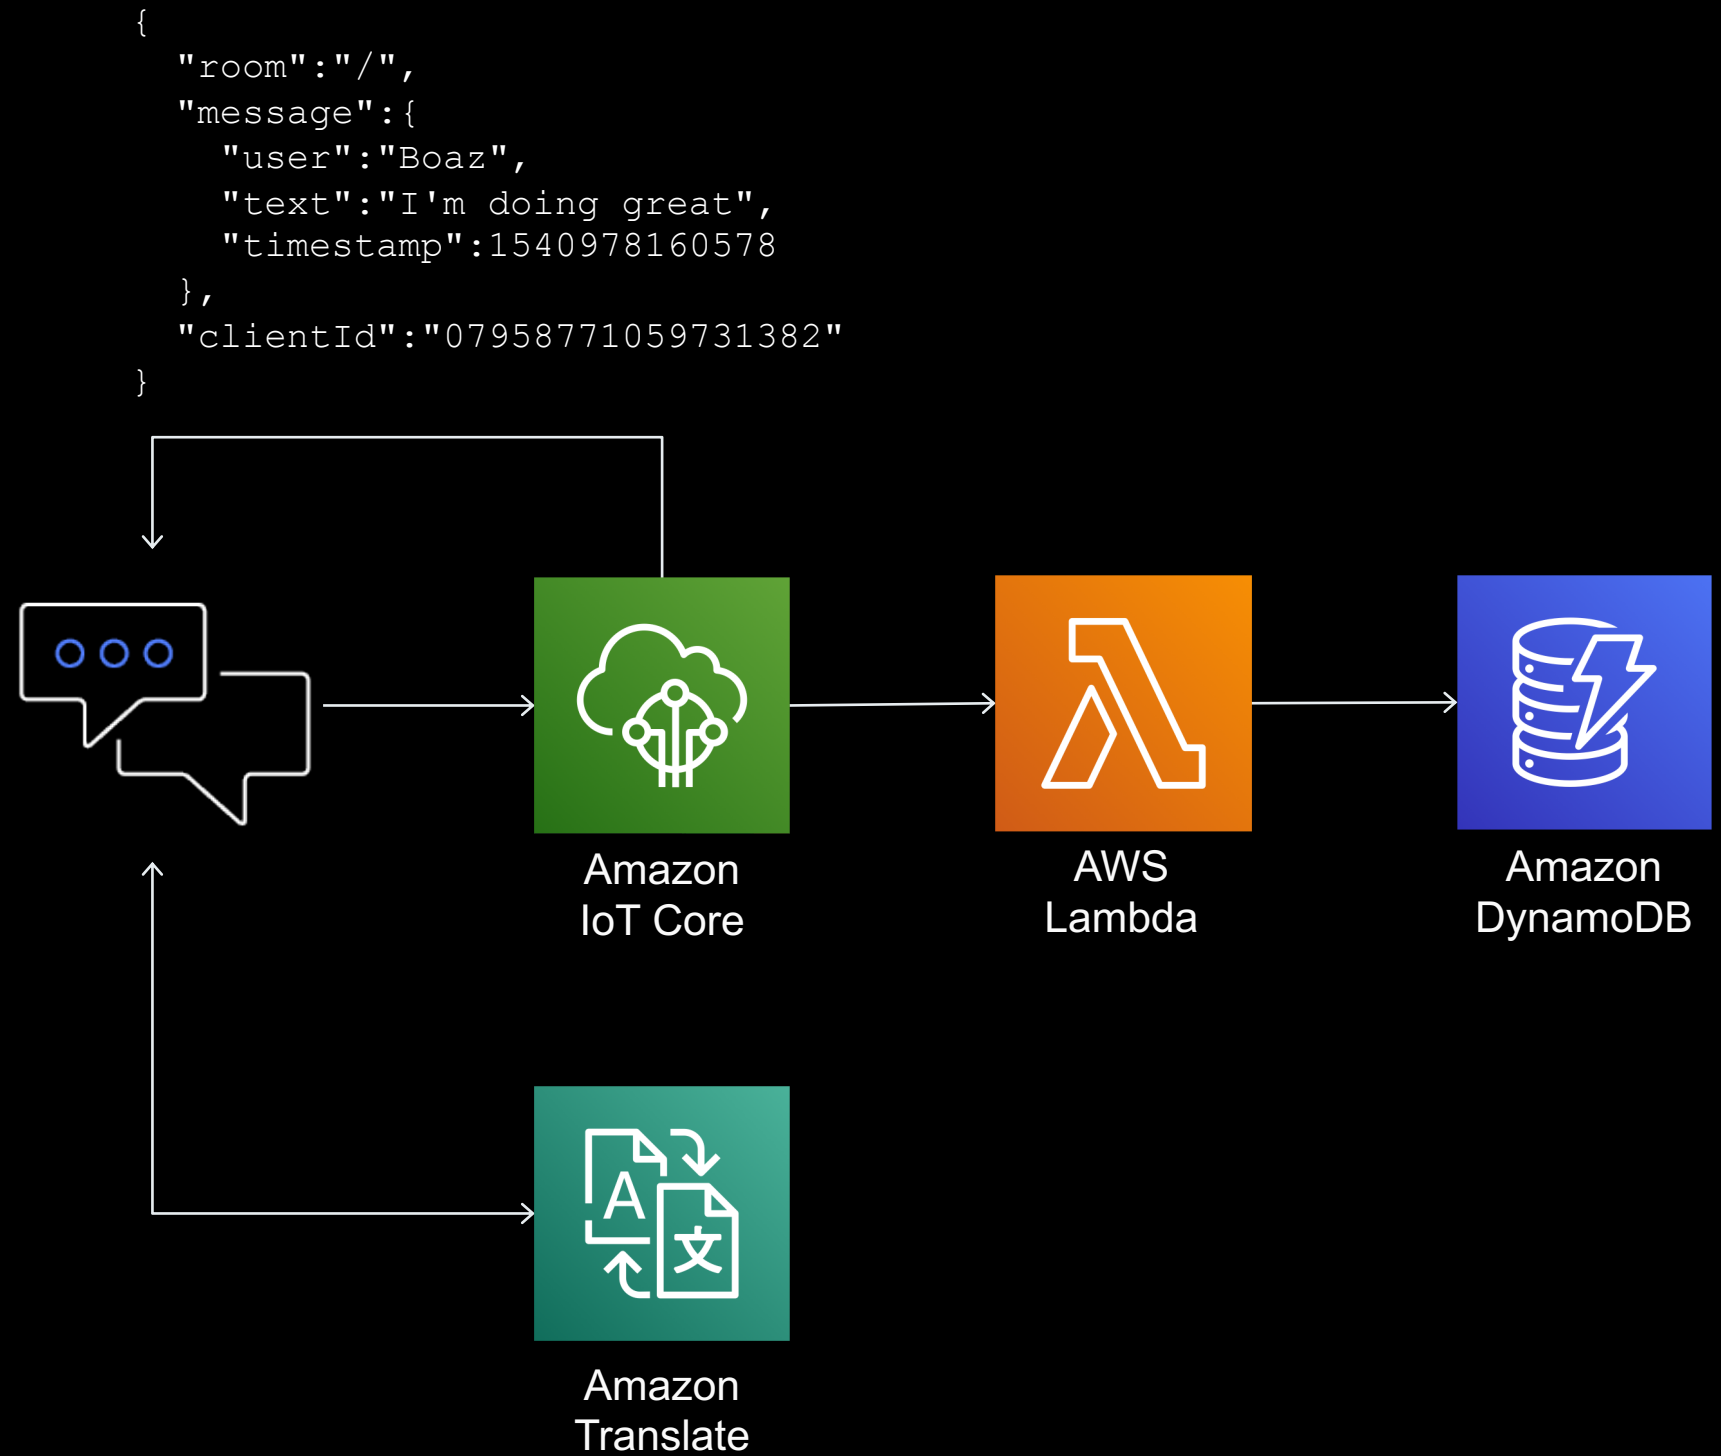 {
"room":"/",
"message":{
"user":"Boaz",
"text":"I'm doing great",
"timestamp":1540978160578
},
"clientId":"07958771059731382"
}
Amazon
IoT Core
AWS
Lambda
Amazon
DynamoDB
A
文
Amazon
Translate